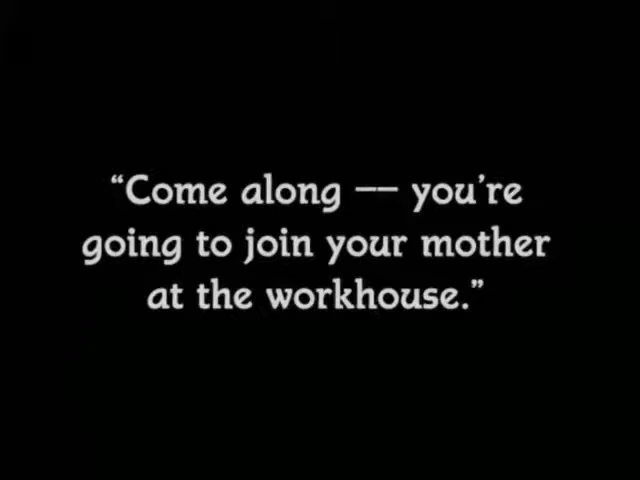 “Come along –– you’re
going to join your mother
at the workhouse.”